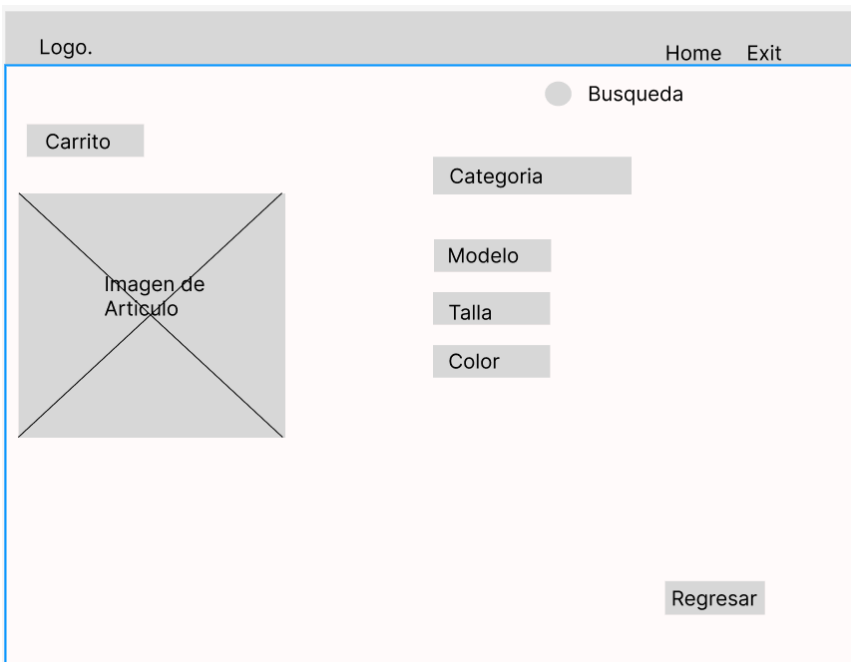 Logo.
Home Exit
Busqueda
Carrito
Categoria
Imagen de
Articulo
Modelo
Talla
Color
Regresar